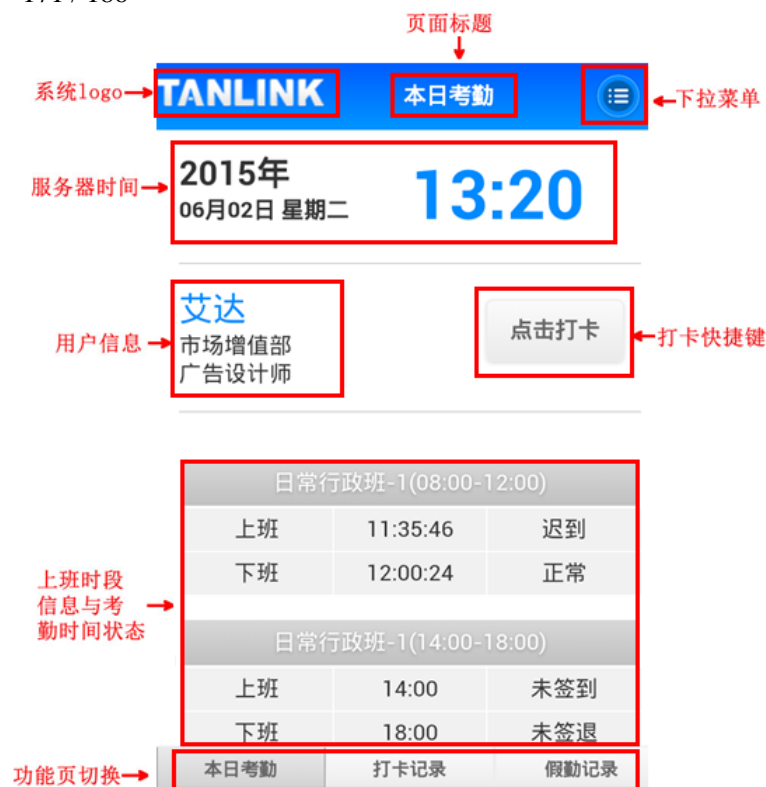 页面标题
系统logo
TANLINK
本日考勤
下拉菜单
2015年
06月02日 星期二
13:20
服务器时间
艾达
市场增值部
广告设计师
用户信息
点击打卡
打卡快捷键
日常行政班-1(08:00-12:00)
上班 11:35:46 迟到
下班 12:00:24 正常
上班时段
信息与考
勤时间状态
日常行政班-1(14:00-18:00)
上班 14:00 未签到
下班 18:00 未签退
功能页切换
本日考勤 打卡记录 假勤记录